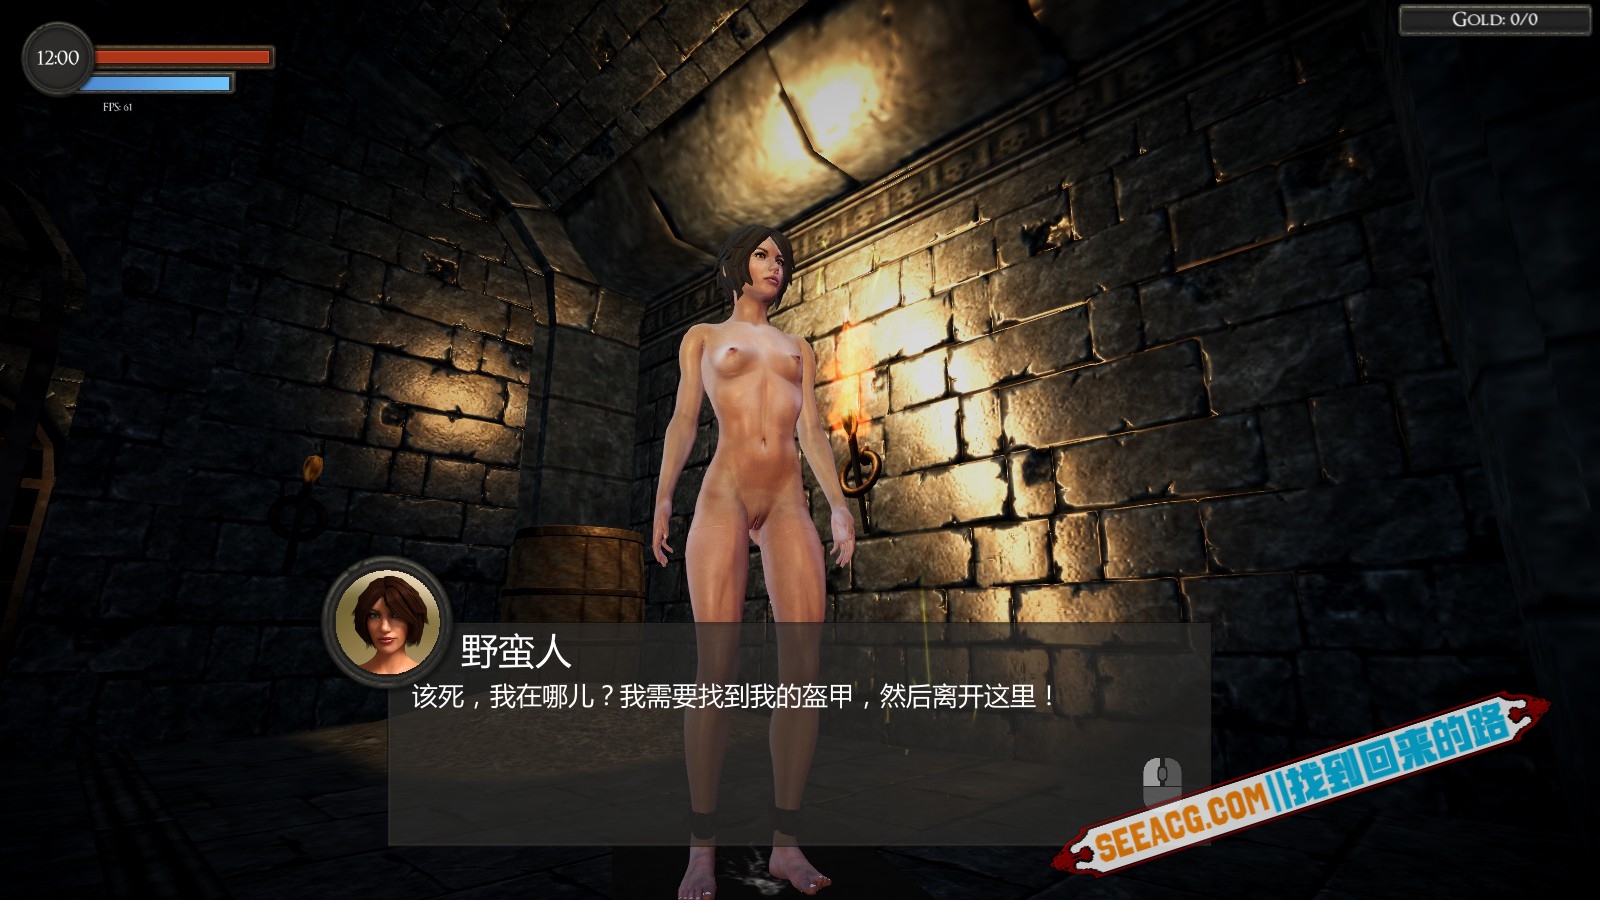 12:00
GOLD: 0/0
FPS: 61
野蛮人
该死，我在哪儿？我需要找到我的盔甲，然后离开这里！
SEEACG.COM||找到回来的路